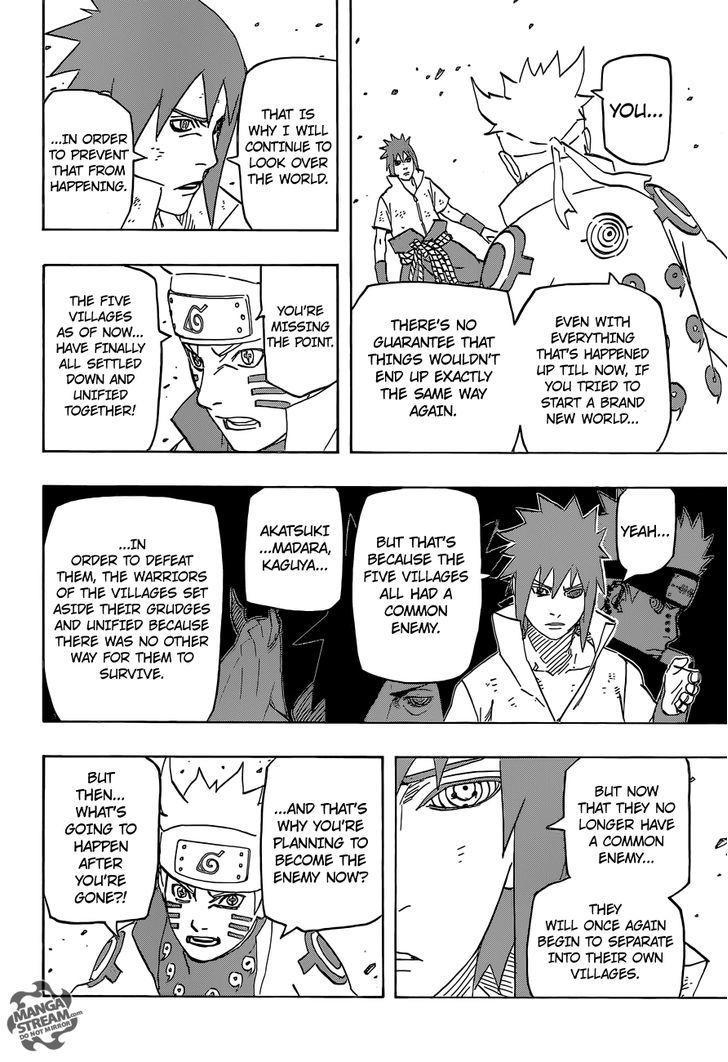 YOU...
EVEN WITH
EVERYTHING
THAT'S HAPPENED
UP TILL NOW, IF
YOU TRIED TO
START A BRAND
NEW WORLD...
THERE'S NO
GUARANTEE THAT
THINGS WOULDN'T
END UP EXACTLY
THE SAME WAY
AGAIN.
THAT IS
WHY I WILL
CONTINUE TO
LOOK OVER
THE WORLD.
...IN ORDER
TO PREVENT
THAT FROM
HAPPENING.
YOU'RE
MISSING
THE POINT.
THE FIVE
VILLAGES
AS OF NOW...
HAVE FINALLY
ALL SETTLED
DOWN AND
UNIFIED
TOGETHER!
YEAH...
BUT THAT'S
BECAUSE THE
FIVE VILLAGES
ALL HAD A
COMMON
ENEMY.
AKATSUKI
...MADARA,
KAGUYA...
...IN
ORDER TO DEFEAT
THEM, THE WARRIORS
OF THE VILLAGES SET
ASIDE THEIR GRUDGES
AND UNIFIED BECAUSE
THERE WAS NO OTHER
WAY FOR THEM TO
SURVIVE.
BUT NOW
THAT THEY NO
LONGER HAVE
A COMMON
ENEMY...
THEY
WILL ONCE AGAIN
BEGIN TO SEPARATE
INTO THEIR OWN
VILLAGES.
...AND THAT'S
WHY YOU'RE
PLANNING TO
BECOME THE
ENEMY NOW?
BUT
THEN...
WHAT'S
GOING TO
HAPPEN
AFTER
YOU'RE
GONE?!
MANGA
STREAM.com
DO NOT MIRROR